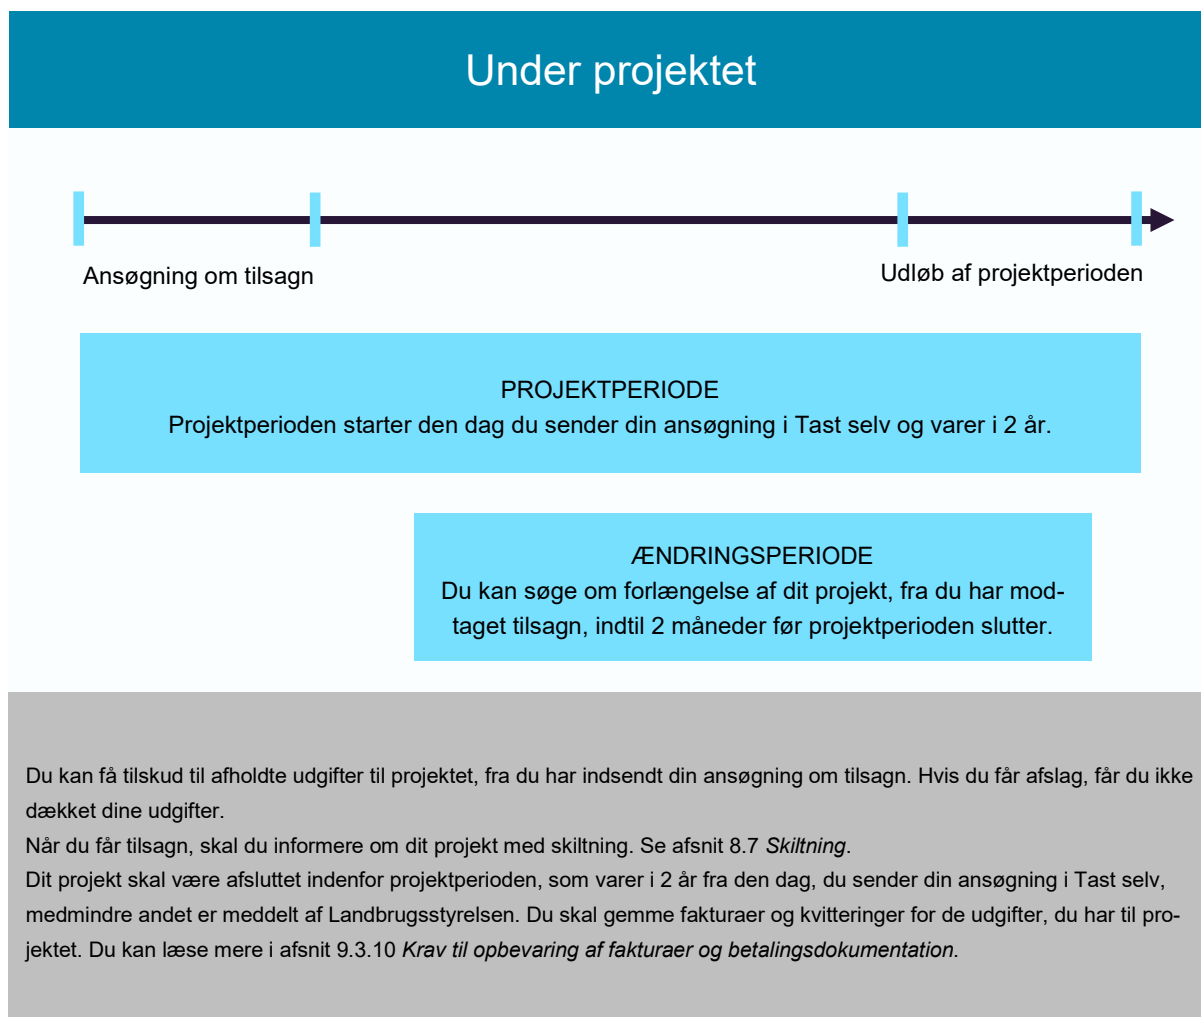 Under projektet
Ansøgning om tilsagn
Udløb af projektperioden
PROJEKTPERIODE
Projektperioden starter den dag du sender din ansøgning i Tast selv og varer i 2 år.
ÆNDRINGSPERIODE
Du kan søge om forlængelse af dit projekt, fra du har mod-
taget tilsagn, indtil 2 måneder før projektperioden slutter.
Du kan få tilskud til afholdte udgifter til projektet, fra du har indsendt din ansøgning om tilsagn. Hvis du får afslag, får du ikke
dækket dine udgifter.
Når du får tilsagn, skal du informere om dit projekt med skiltning. Se afsnit 8.7 Skiltning.
Dit projekt skal være afsluttet indenfor projektperioden, som varer i 2 år fra den dag, du sender din ansøgning i Tast selv,
medmindre andet er meddelt af Landbrugsstyrelsen. Du skal gemme fakturaer og kvitteringer for de udgifter, du har til pro-
jektet. Du kan læse mere i afsnit 9.3.10 Krav til opbevaring af fakturaer og betalingsdokumentation.